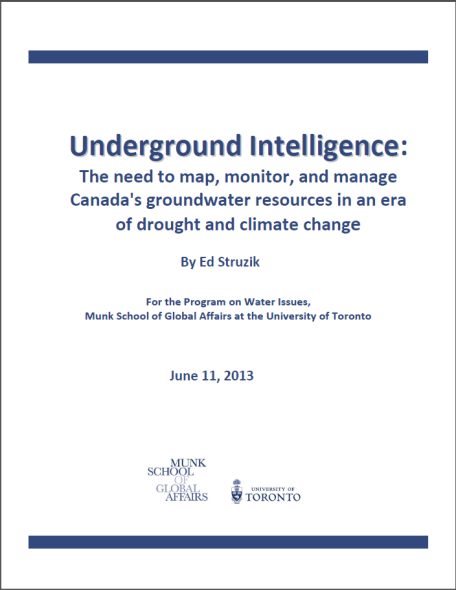 Underground Intelligence:
The need to map, monitor, and manage
Canada's groundwater resources in an era
of drought and climate change
By Ed Struzik
For the Program on Water Issues,
Munk School of Global Affairs at the University of Toronto
June 11, 2013
MUNK
SCHOOL
OF
GLOBAL
AFFAIRS
UNIVERSITY OF
TORONTO